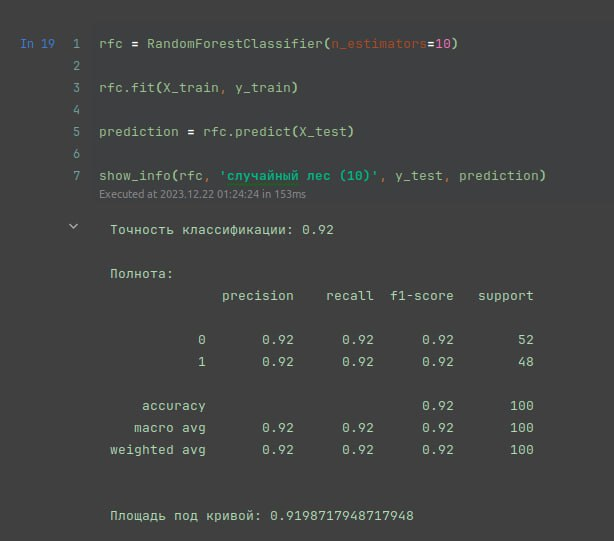 In 19
1 rfc = RandomForestClassifier(n_estimators=10)
2
3 rfc.fit(X_train, y_train)
4
5 prediction = rfc.predict(X_test)
6
7 show_info(rfc, 'случайный лес (10)', y_test, prediction)
Executed at 2023.12.22 01:24:24 in 153ms
Точность классификации: 0.92
Полнота:
precision recall f1-score support
0 0.92 0.92 0.92 52
1 0.92 0.92 0.92 48
accuracy 0.92 100
macro avg 0.92 0.92 0.92 100
weighted avg 0.92 0.92 0.92 100
Площадь под кривой: 0.9198717948717948